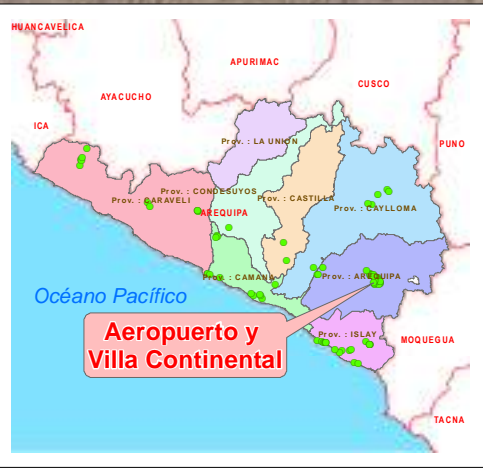 HUANCAVELICA
APURIMAC
CUSCO
AYACUCHO
ICA
PUNO
Prov. : LA UNION
Prov. : CONDESUYOS
Prov. : CARAVELI
Prov. : CASTILLA
Prov. : CAYLLOMA
AREQUIPA
Prov. : CAMANA
Prov. : AREQUIPA
Océano Pacífico
Aeropuerto y
Villa Continental
Prov. : ISLAY
MOQUEGUA
TACNA